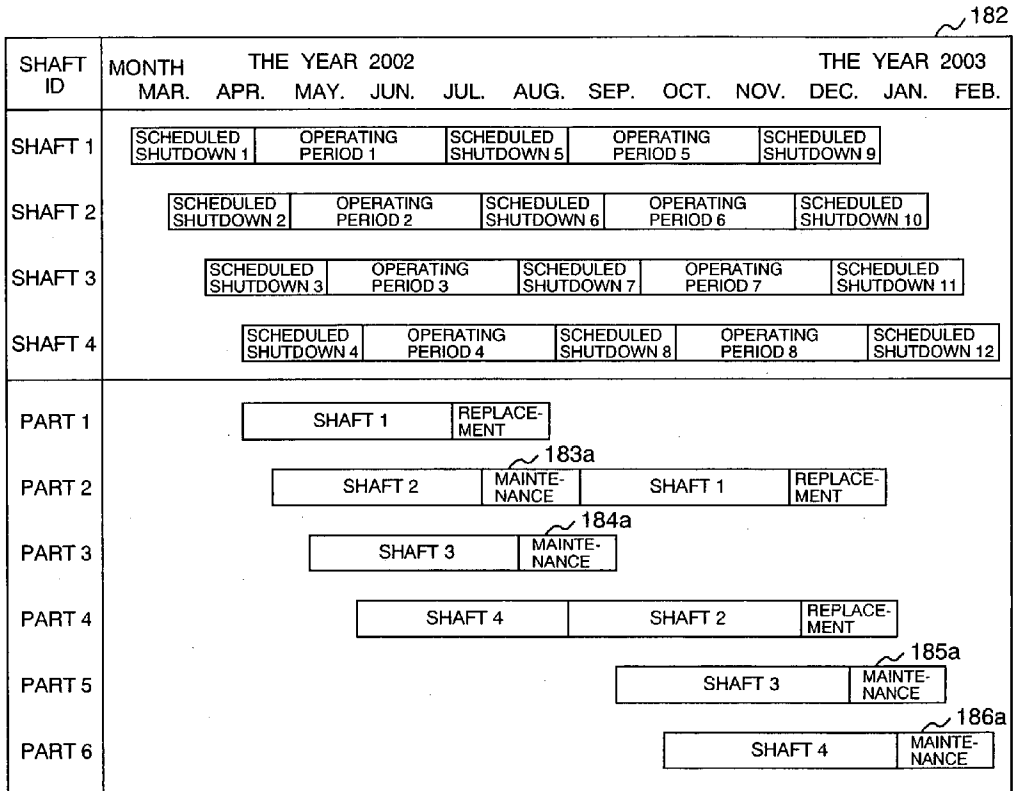 182
SHAFT ID
MONTH
THE YEAR 2002
THE YEAR 2003
MAR. APR. MAY. JUN. JUL. AUG. SEP. OCT. NOV. DEC. JAN. FEB.
SHAFT 1
SCHEDULED SHUTDOWN 1
OPERATING PERIOD 1
SCHEDULED SHUTDOWN 5
OPERATING PERIOD 5
SCHEDULED SHUTDOWN 9
SHAFT 2
SCHEDULED SHUTDOWN 2
OPERATING PERIOD 2
SCHEDULED SHUTDOWN 6
OPERATING PERIOD 6
SCHEDULED SHUTDOWN 10
SHAFT 3
SCHEDULED SHUTDOWN 3
OPERATING PERIOD 3
SCHEDULED SHUTDOWN 7
OPERATING PERIOD 7
SCHEDULED SHUTDOWN 11
SHAFT 4
SCHEDULED SHUTDOWN 4
OPERATING PERIOD 4
SCHEDULED SHUTDOWN 8
OPERATING PERIOD 8
SCHEDULED SHUTDOWN 12
PART 1
SHAFT 1
REPLACE-
MENT
183a
PART 2
SHAFT 2
MAINTE-
NANCE
SHAFT 1
REPLACE-
MENT
184a
PART 3
SHAFT 3
MAINTE-
NANCE
PART 4
SHAFT 4
SHAFT 2
REPLACE-
MENT
185a
PART 5
SHAFT 3
MAINTE-
NANCE
186a
PART 6
SHAFT 4
MAINTE-
NANCE